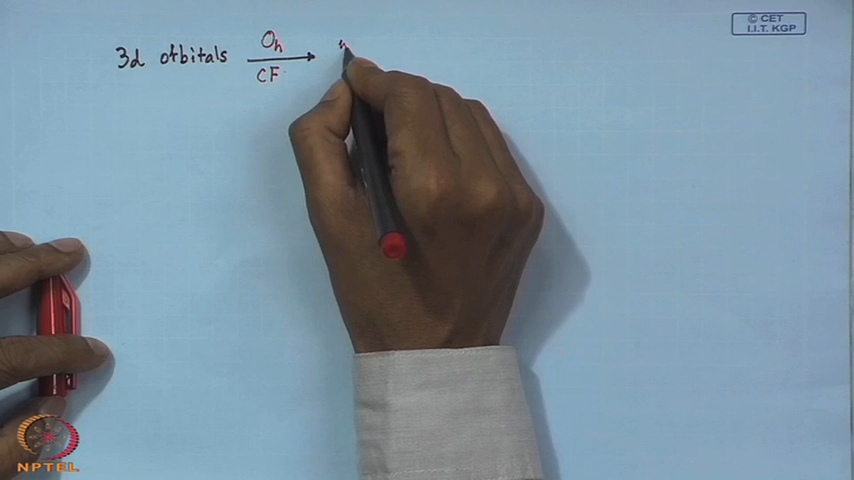 © CET
I.I.T. KGP
Oh
3d orbitals
CF
NPTEL